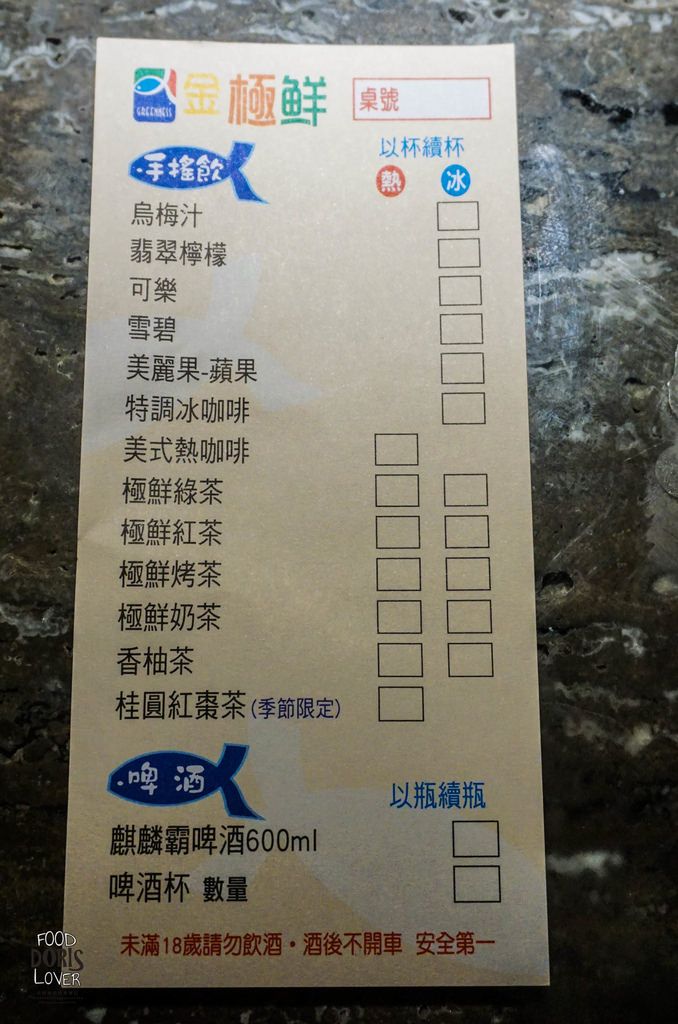 GREENNESS 金極鮮 桌號
手搖飲 以杯續杯
熱 冰
烏梅汁
翡翠檸檬
可樂
雪碧
美麗果-蘋果
特調冰咖啡
美式熱咖啡
極鮮綠茶
極鮮紅茶
極鮮烤茶
極鮮奶茶
香柚茶
桂圓紅棗茶(季節限定)
啤酒 以瓶續瓶
麒麟霸啤酒600ml
啤酒杯 數量
未滿18歲請勿飲酒・酒後不開車 安全第一
FOOD
DORIS
LOVER